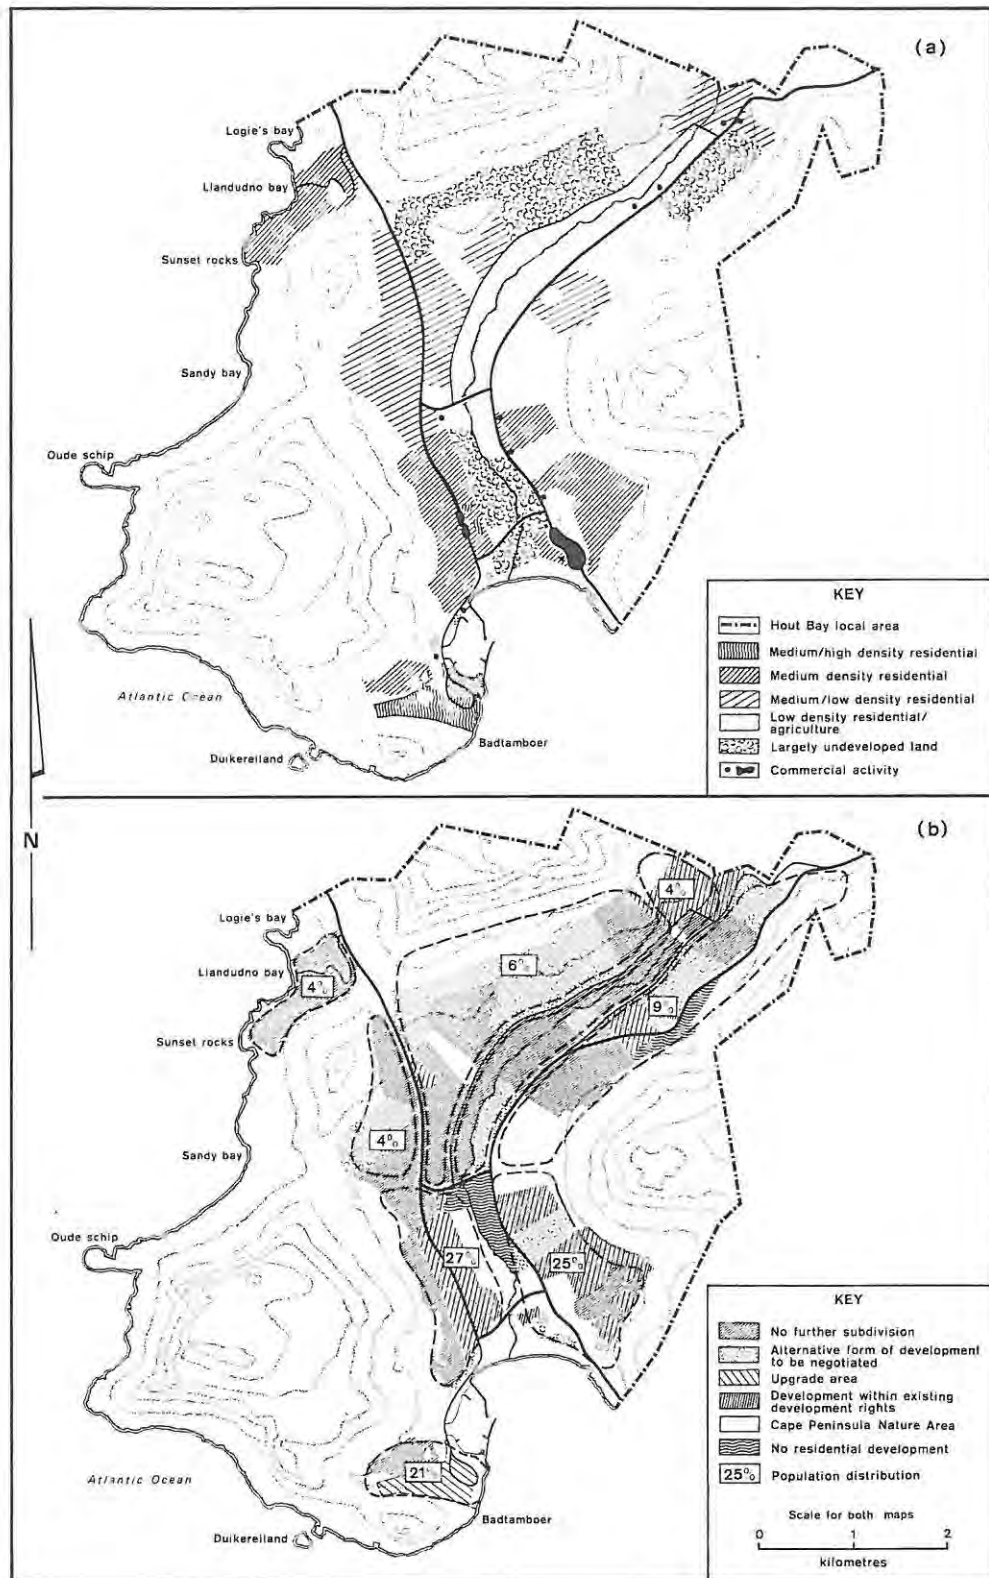 (a)
Logie's bay
Llandudno bay
Sunset rocks
Sandy bay
Oude schip
Atlantic Ocean
Duikereiland
Badtamboer
KEY
Hout Bay local area
Medium/high density residential
Medium density residential
Medium/low density residential
Low density residential/
agriculture
Largely undeveloped land
Commercial activity
N
(b)
4%
Logie's bay
6%
Llandudno bay
4%
9%
Sunset rocks
4%
Sandy bay
Oude schip
27%
25%
KEY
No further subdivision
Alternative form of development
to be negotiated
Upgrade area
Development within existing
development rights
Cape Peninsula Nature Area
No residential development
25% Population distribution
21
Atlantic Ocean
Badtamboer
Duikereiland
Scale for both maps
0 1 2
kilometres